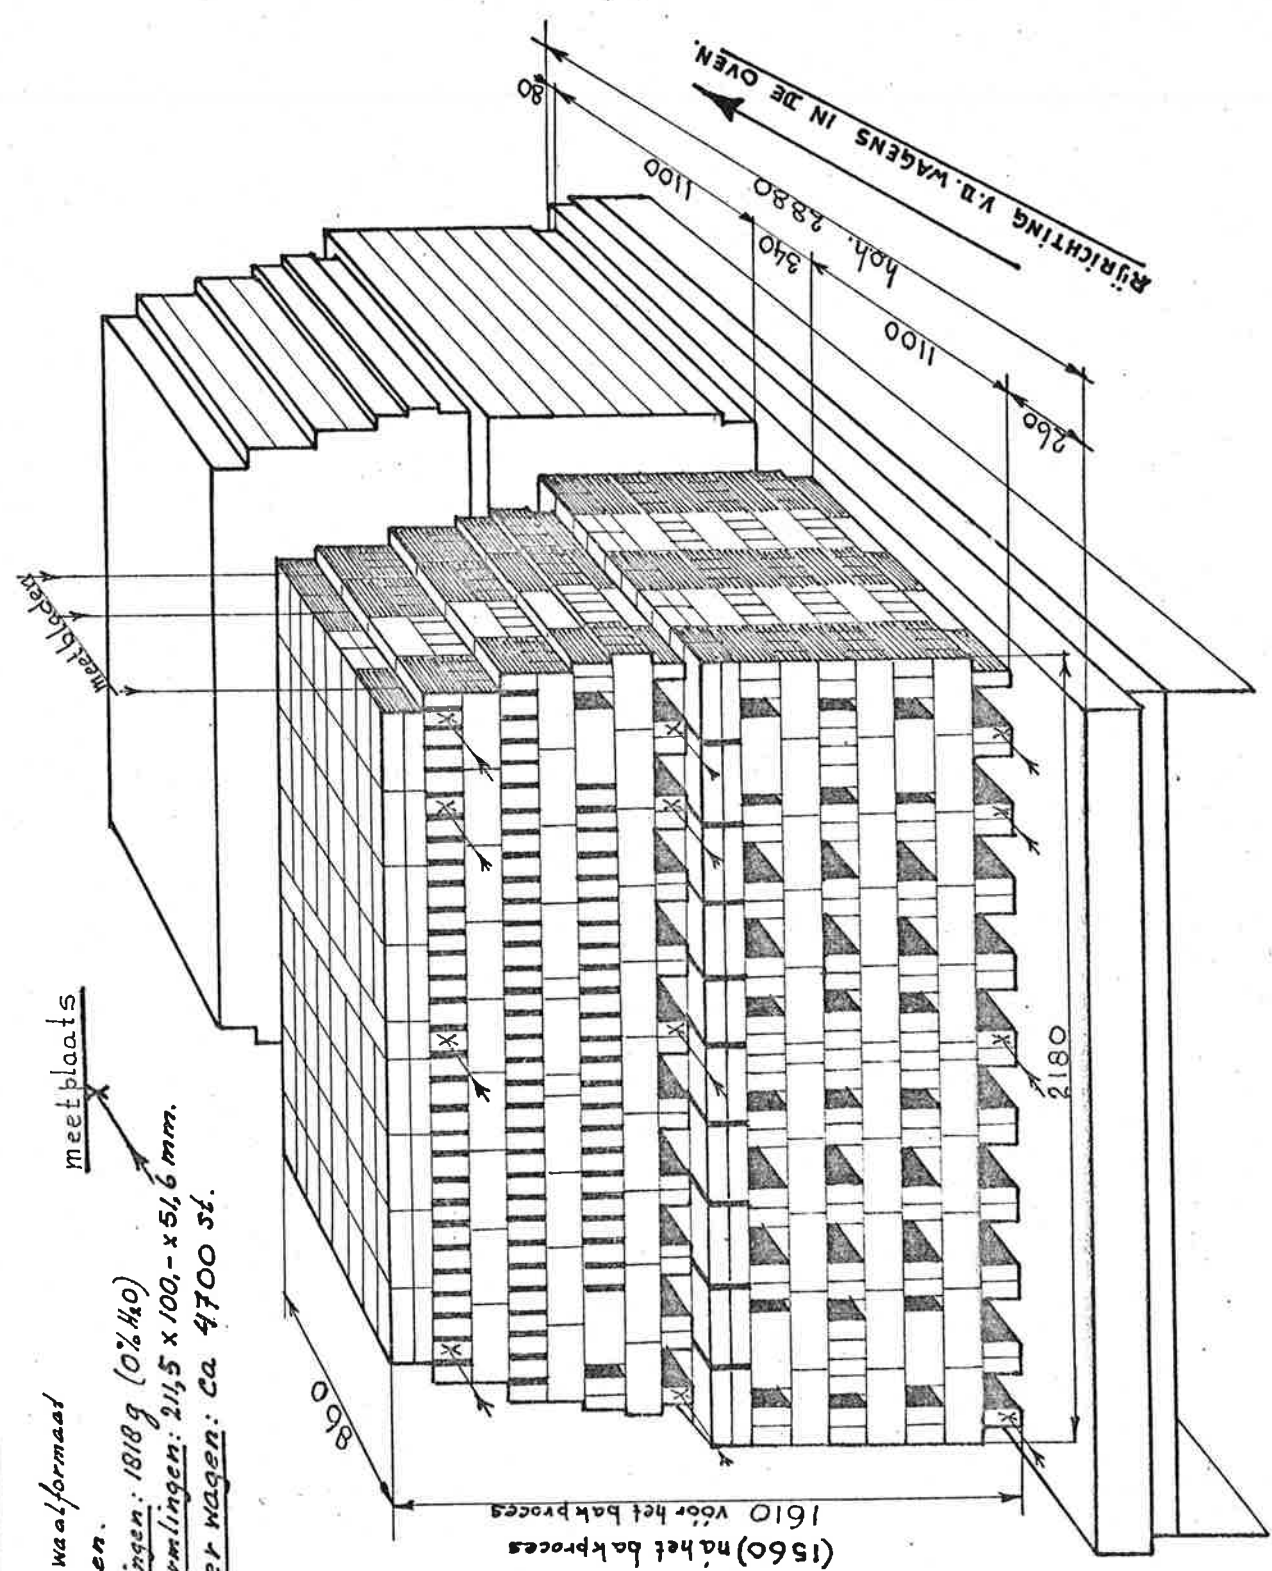 RIJRICHTING V.D. WAGENS IN DE OVEN.
80
1100
hoh. 2880
340
1100
260
meetbladen
meetplaats
waalformaat
en.
ingen: 1818 g (0% H2O)
rmlingen: 211,5 x 100,- x 51,6 mm.
er wagen: ca 4700 st.
2180
1610 vóór het bakproces
(1560) ná het bakproces